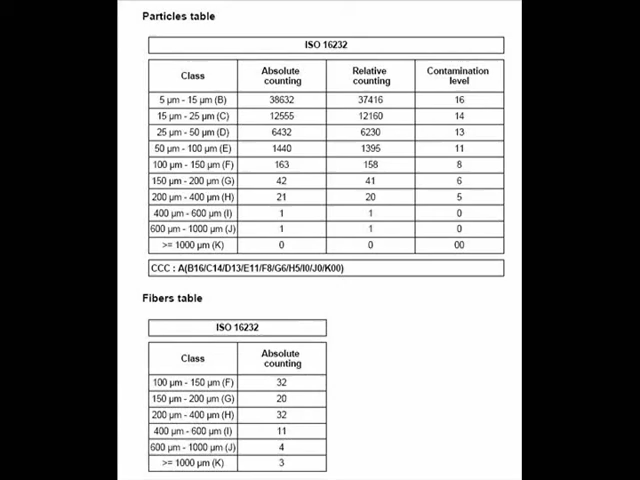 Particles table
ISO 16232
Class Absolute counting Relative counting Contamination level
5 µm - 15 µm (B) 38632 37416 16
15 µm - 25 µm (C) 12555 12160 14
25 µm - 50 µm (D) 6432 6230 13
50 µm - 100 µm (E) 1440 1395 11
100 µm - 150 µm (F) 163 158 8
150 µm - 200 µm (G) 42 41 6
200 µm - 400 µm (H) 21 20 5
400 µm - 600 µm (I) 1 1 0
600 µm - 1000 µm (J) 1 1 0
>= 1000 µm (K) 0 0 00
CCC : A(B16/C14/D13/E11/F8/G6/H5/I0/J0/K00)
Fibers table
ISO 16232
Class Absolute counting
100 µm - 150 µm (F) 32
150 µm - 200 µm (G) 20
200 µm - 400 µm (H) 32
400 µm - 600 µm (I) 11
600 µm - 1000 µm (J) 4
>= 1000 µm (K) 3